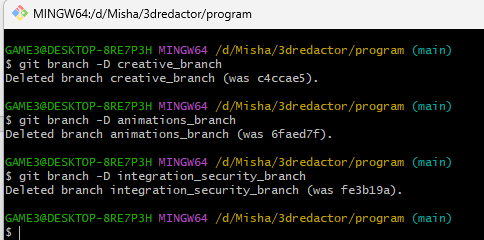 MINGW64:/d/Misha/3dredactor/program
GAME3@DESKTOP-8RE7P3H MINGW64 /d/Misha/3dredactor/program (main)
$ git branch -D creative_branch
Deleted branch creative_branch (was c4ccae5).
GAME3@DESKTOP-8RE7P3H MINGW64 /d/Misha/3dredactor/program (main)
$ git branch -D animations_branch
Deleted branch animations_branch (was 6faed7f).
GAME3@DESKTOP-8RE7P3H MINGW64 /d/Misha/3dredactor/program (main)
$ git branch -D integration_security_branch
Deleted branch integration_security_branch (was fe3b19a).
GAME3@DESKTOP-8RE7P3H MINGW64 /d/Misha/3dredactor/program (main)
$